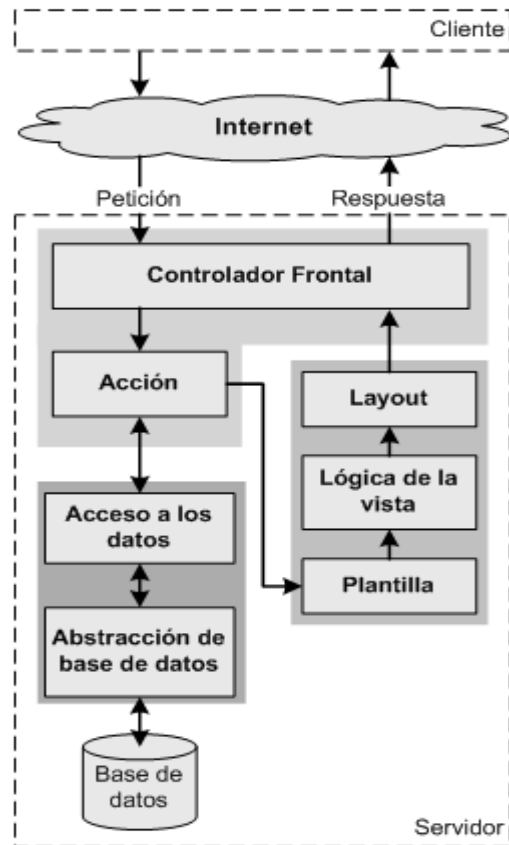 Cliente
Internet
Petición
Respuesta
Controlador Frontal
Acción
Layout
Lógica de la
vista
Plantilla
Acceso a los
datos
Abstracción de
base de datos
Base de
datos
Servidor